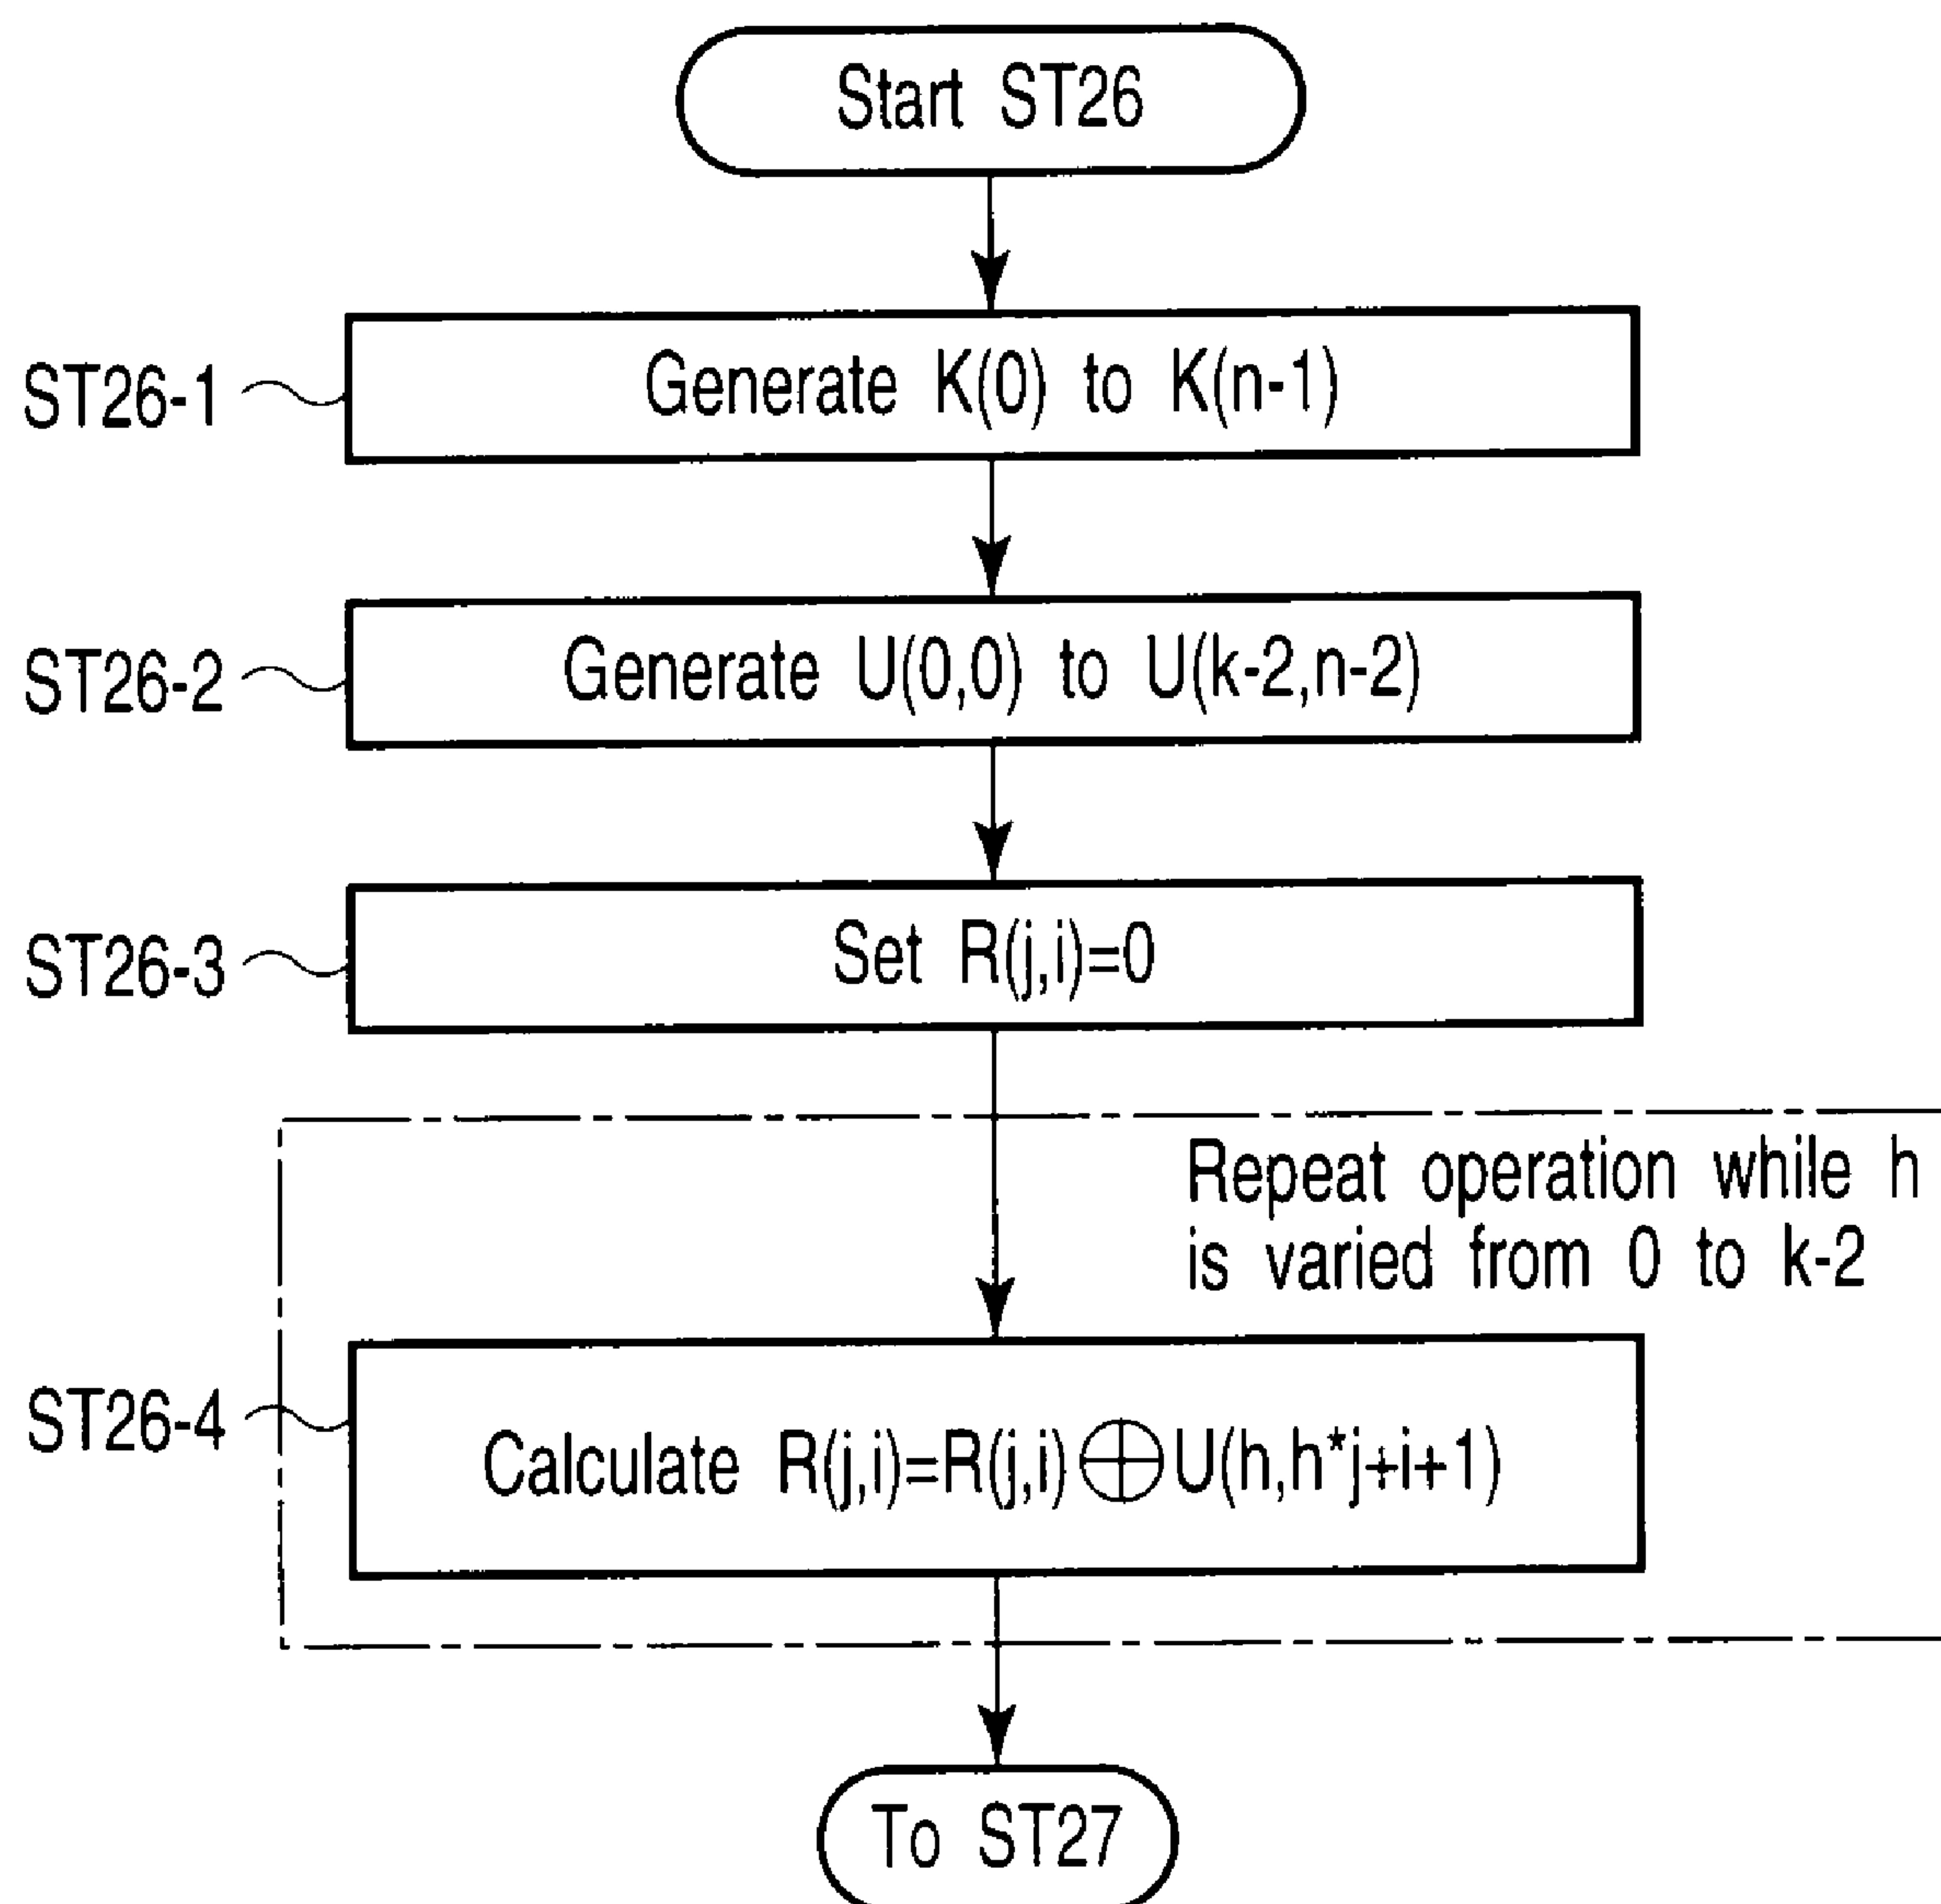 Start ST26
ST26-1
Generate K(0) to K(n-1)
ST26-2
Generate U(0,0) to U(k-2,n-2)
ST26-3
Set R(j,i)=0
Repeat operation while h
is varied from 0 to k-2
ST26-4
Calculate R(j,i)=R(j,i)⊕U(h,h*j+i+1)
To ST27